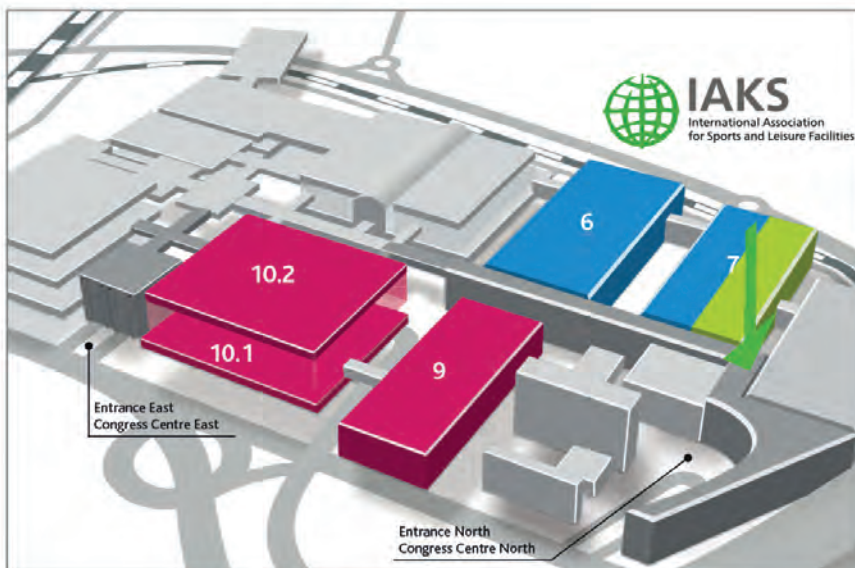 IAKS
International Association
for Sports and Leisure Facilities
6
7
10.2
10.1
9
Entrance East
Congress Centre East
Entrance North
Congress Centre North